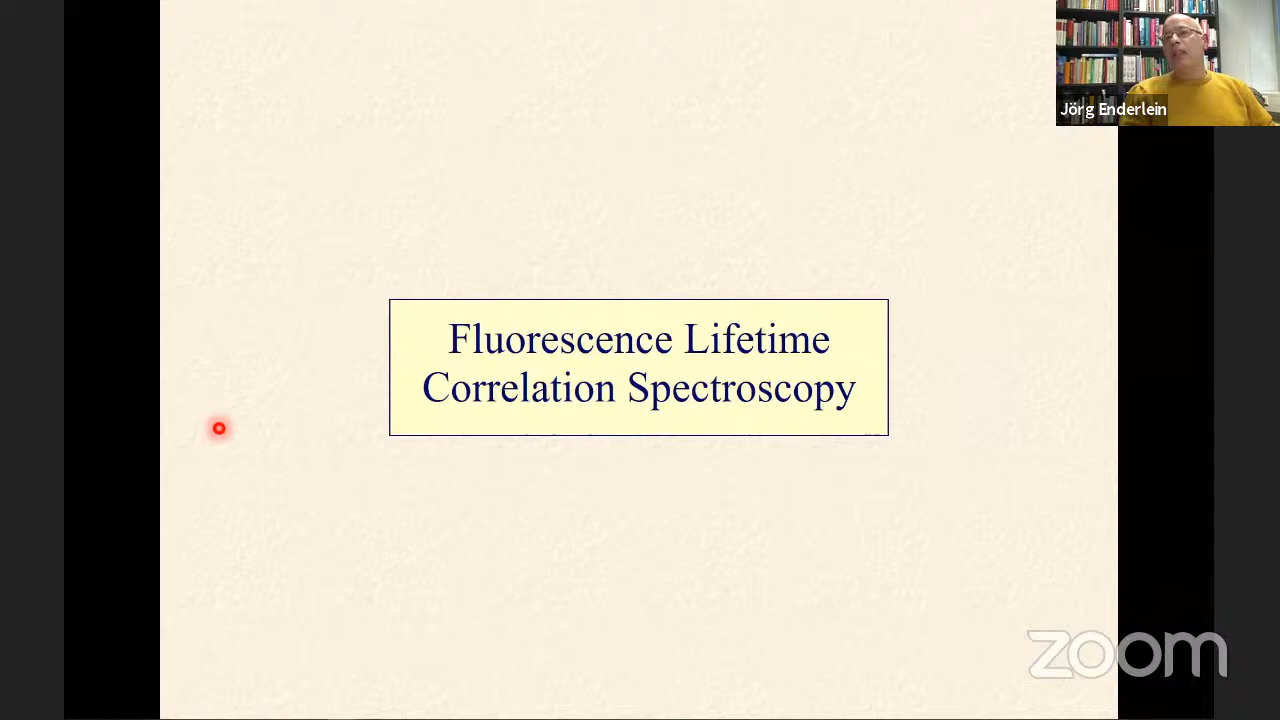 Jörg Enderlein
Fluorescence Lifetime
Correlation Spectroscopy
zoom